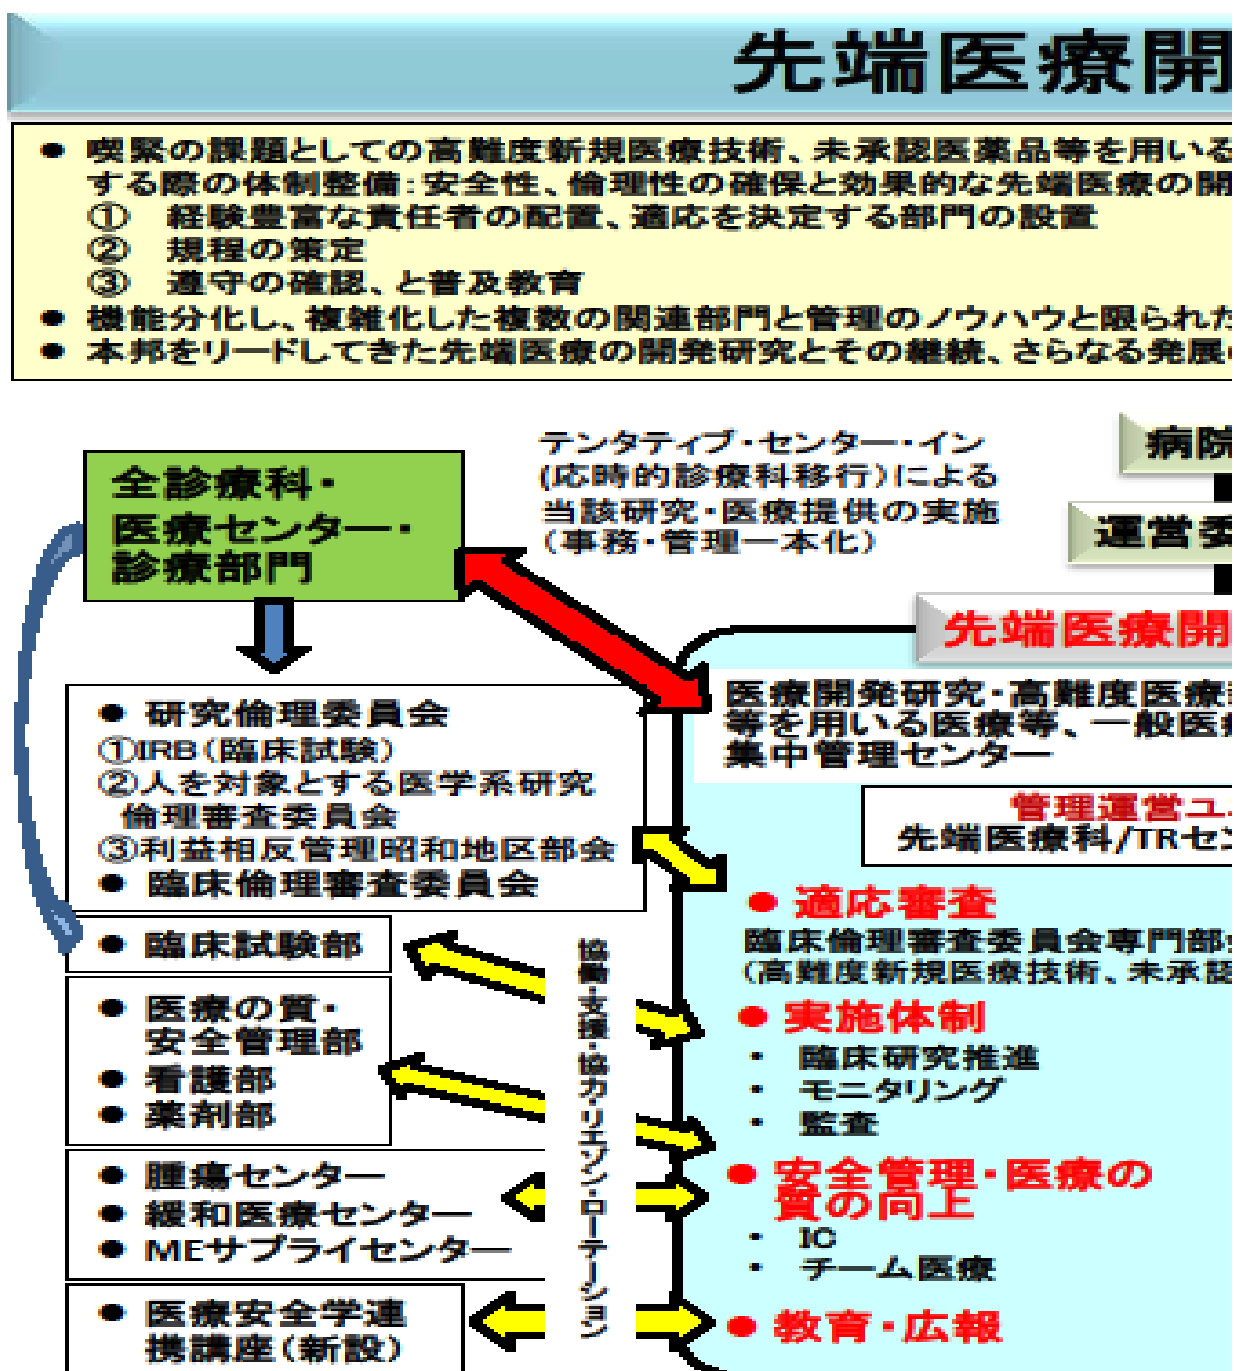 先端医療開
● 喫緊の課題としての高難度新規医療技術、未承認医薬品等を用いる
する際の体制整備:安全性、倫理性の確保と効果的な先端医療の開
① 経験豊富な責任者の配置、適応を決定する部門の設置
② 規程の策定
③ 遵守の確認、と普及教育
● 機能分化し、複雑化した複数の関連部門と管理のノウハウと限られた
● 本邦をリードしてきた先端医療の開発研究とその継続、さらなる発展
テンタティブ・センター・イン
(応時的診療科移行)による
当該研究・医療提供の実施
(事務・管理一本化)
病院
運営委
全診療科・
医療センター・
診療部門
先端医療開
医療開発研究・高難度医療
等を用いる医療等、一般医療
集中管理センター
管理運営ユ
先端医療科/TRセン
● 研究倫理委員会
①IRB(臨床試験)
②人を対象とする医学系研究
倫理審査委員会
③利益相反管理昭和地区部会
● 臨床倫理審査委員会
● 臨床試験部
● 医療の質・
安全管理部
● 看護部
● 薬剤部
● 腫瘍センター
● 緩和医療センター
● MEサプライセンター
● 医療安全学連
携講座(新設)
協働・支援・協力・リエゾン・ローテーション
● 適応審査
臨床倫理審査委員会専門部会
(高難度新規医療技術、未承認
● 実施体制
・ 臨床研究推進
・ モニタリング
・ 監査
● 安全管理・医療の
質の向上
・ IC
・ チーム医療
● 教育・広報